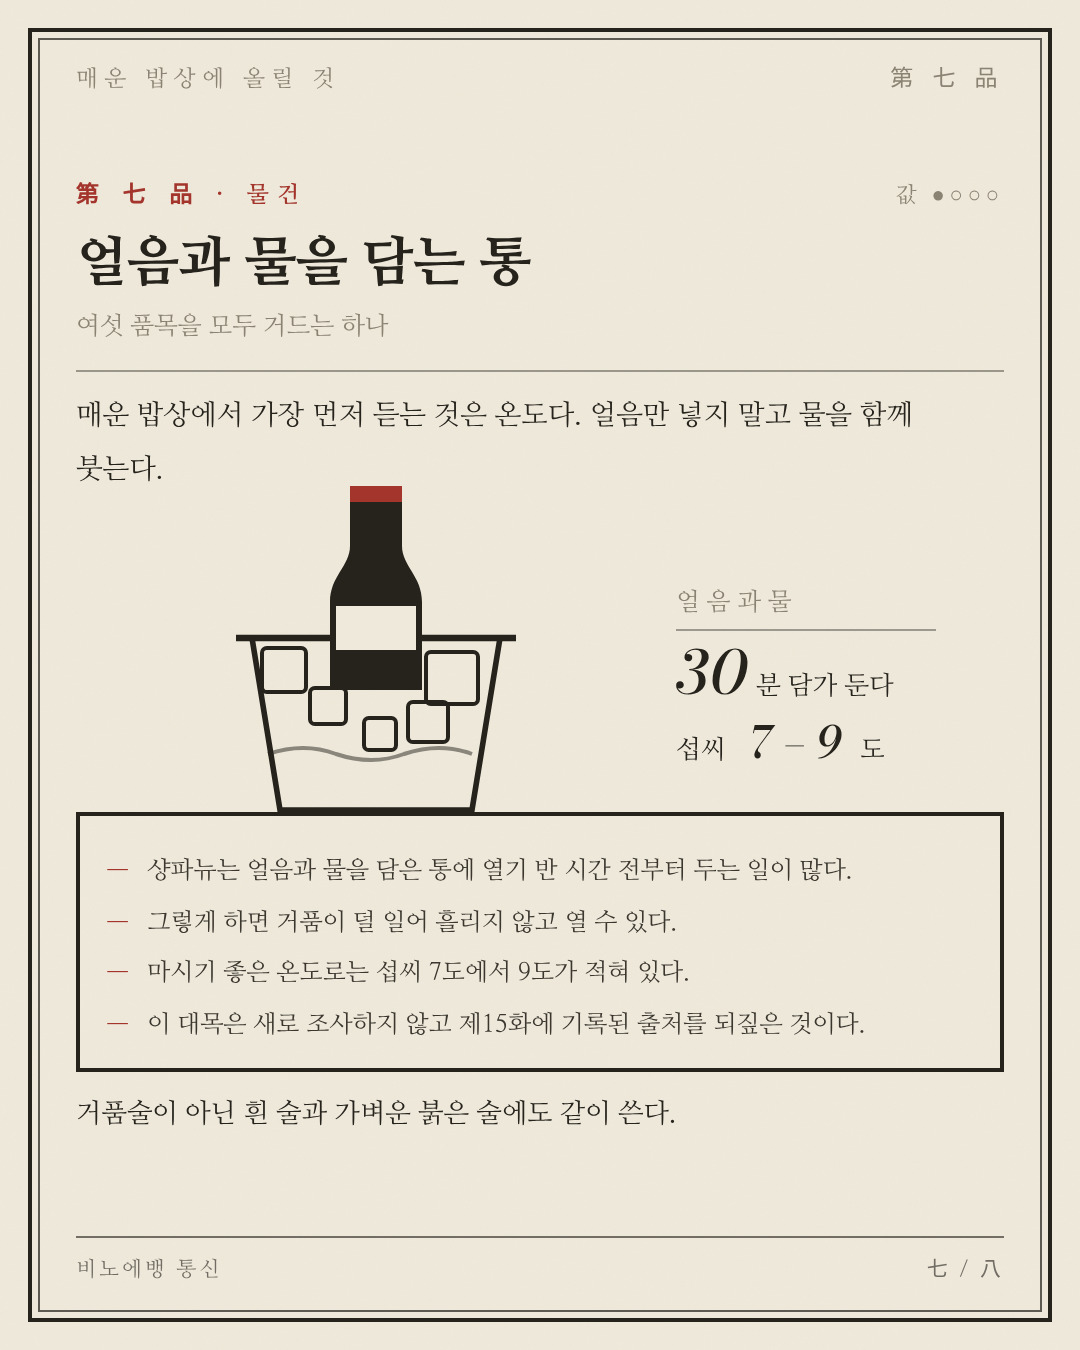 매운 밥상에 올릴 것
第 七 品
第 七 品 · 물건
값 ●○○○
얼음과 물을 담는 통
여섯 품목을 모두 거드는 하나
매운 밥상에서 가장 먼저 듣는 것은 온도다. 얼음만 넣지 말고 물을 함께
붓는다.
얼음과물
30 분 담가 둔다
섭씨 7 – 9 도
— 샹파뉴는 얼음과 물을 담은 통에 열기 반 시간 전부터 두는 일이 많다.
— 그렇게 하면 거품이 덜 일어 흘리지 않고 열 수 있다.
— 마시기 좋은 온도로는 섭씨 7도에서 9도가 적혀 있다.
— 이 대목은 새로 조사하지 않고 제15화에 기록된 출처를 되짚은 것이다.
거품술이 아닌 흰 술과 가벼운 붉은 술에도 같이 쓴다.
비노에뱅 통신
七 / 八